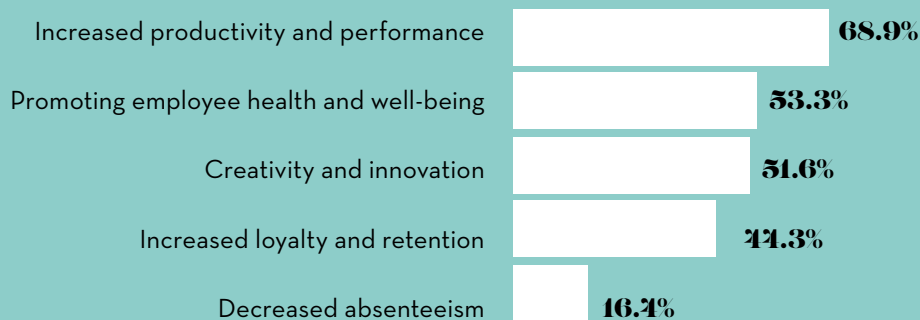 Increased productivity and performance 68.9%
Promoting employee health and well-being 53.3%
Creativity and innovation 51.6%
Increased loyalty and retention 44.3%
Decreased absenteeism 16.4%